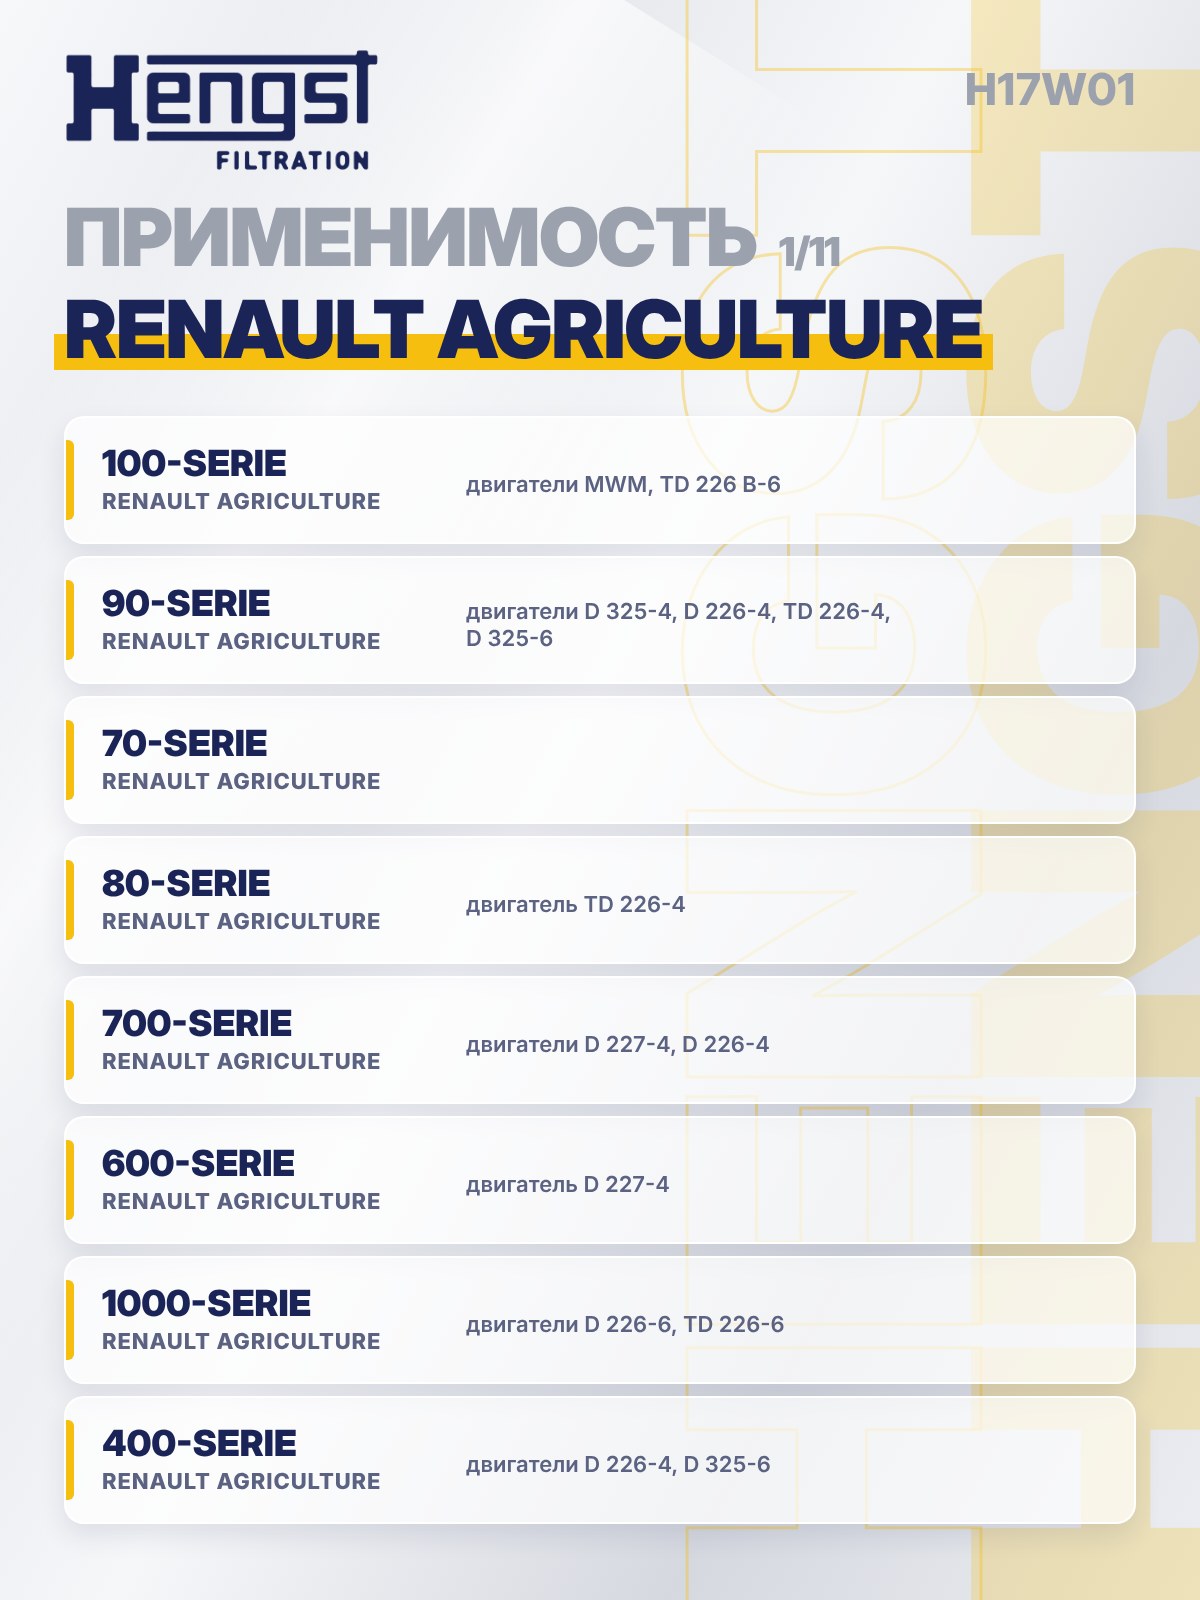 Hengst
FILTRATION
H17W01
ПРИМЕНИМОСТЬ 1/11
RENAULT AGRICULTURE
100-SERIE
RENAULT AGRICULTURE
двигатели MWM, TD 226 B-6
90-SERIE
RENAULT AGRICULTURE
двигатели D 325-4, D 226-4, TD 226-4,
D 325-6
70-SERIE
RENAULT AGRICULTURE
80-SERIE
RENAULT AGRICULTURE
двигатель TD 226-4
700-SERIE
RENAULT AGRICULTURE
двигатели D 227-4, D 226-4
600-SERIE
RENAULT AGRICULTURE
двигатель D 227-4
1000-SERIE
RENAULT AGRICULTURE
двигатели D 226-6, TD 226-6
400-SERIE
RENAULT AGRICULTURE
двигатели D 226-4, D 325-6
HENGST
HENGST